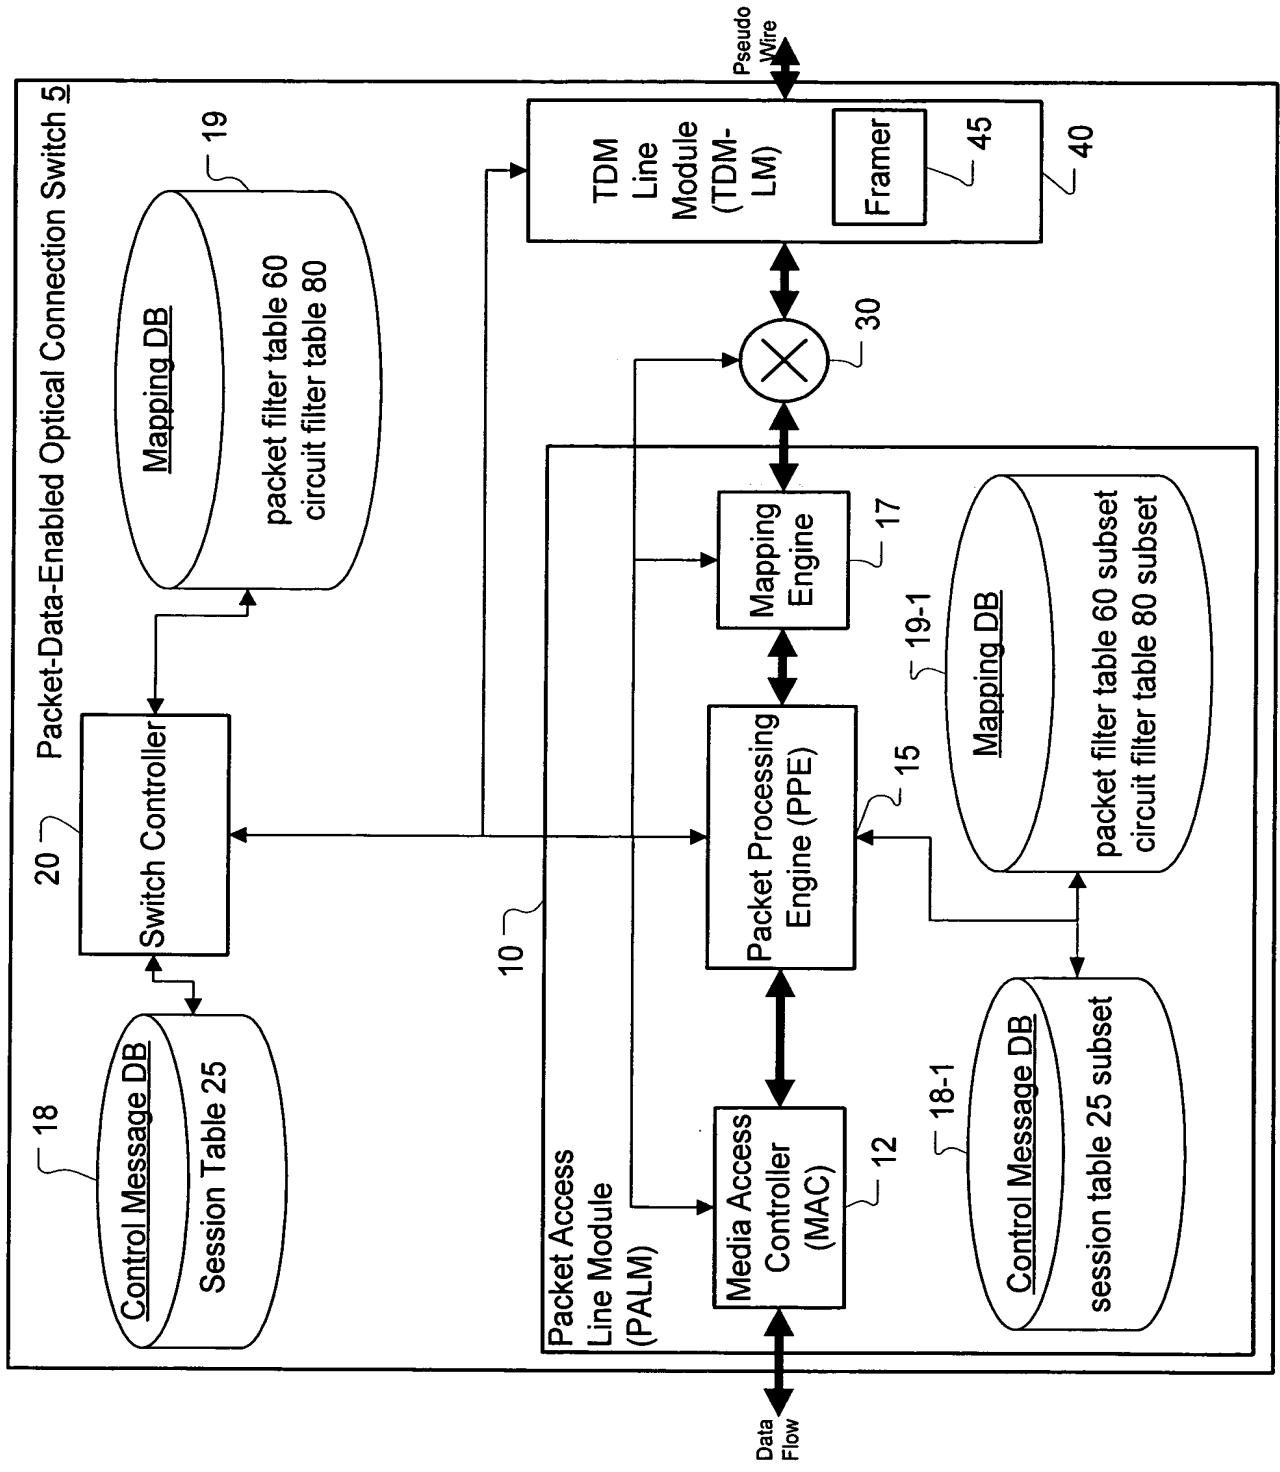 Packet-Data-Enabled Optical Connection Switch 5
18
Control Message DB
Session Table 25
20
Switch Controller
19
Mapping DB
packet filter table 60
circuit filter table 80
10
Packet Access
Line Module
(PALM)
Data
Flow
Media Access
Controller
(MAC)
12
Packet Processing
Engine (PPE)
15
Mapping
Engine
17
30
TDM
Line
Module
(TDM-
LM)
Framer
45
40
Pseudo
Wire
18-1
Control Message DB
session table 25 subset
19-1
Mapping DB
packet filter table 60 subset
circuit filter table 80 subset